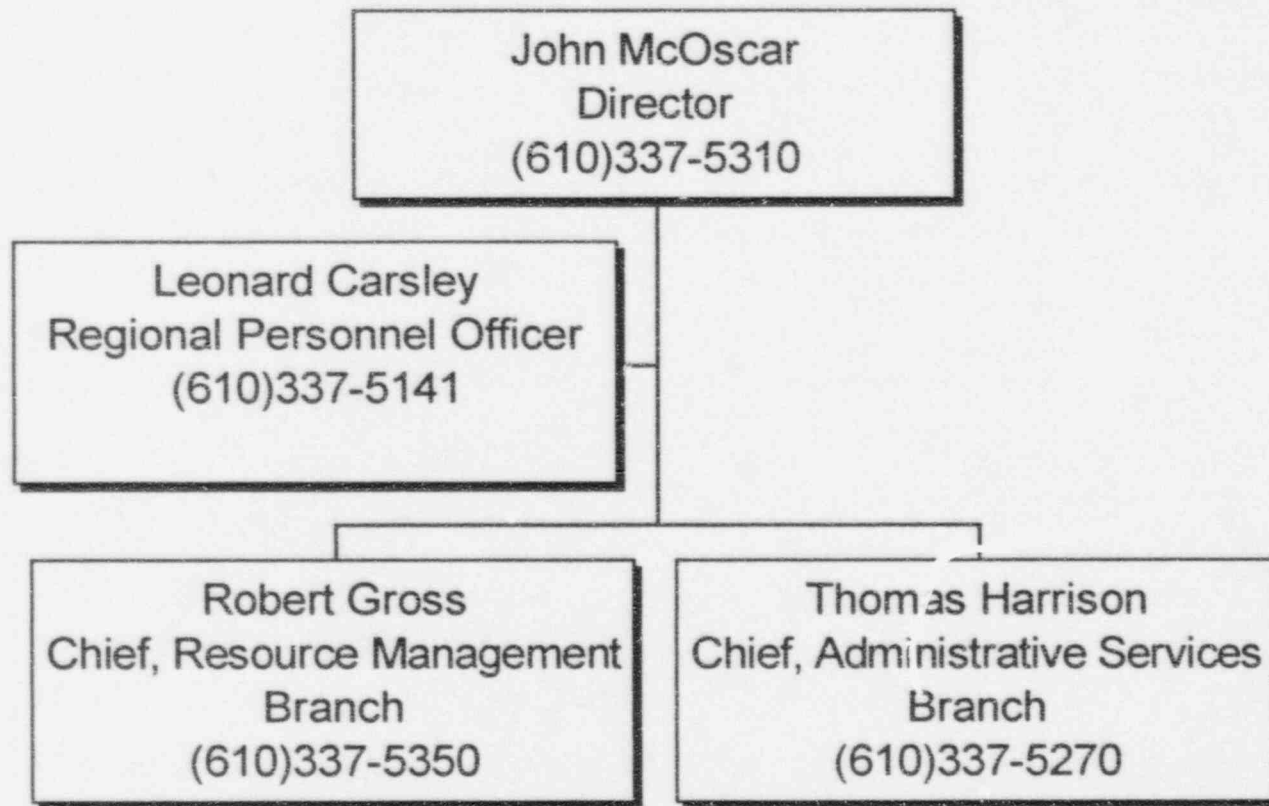 John McOscar
Director
(610)337-5310
Leonard Carsley
Regional Personnel Officer
(610)337-5141
Robert Gross
Chief, Resource Management
Branch
(610)337-5350
Thomas Harrison
Chief, Administrative Services
Branch
(610)337-5270